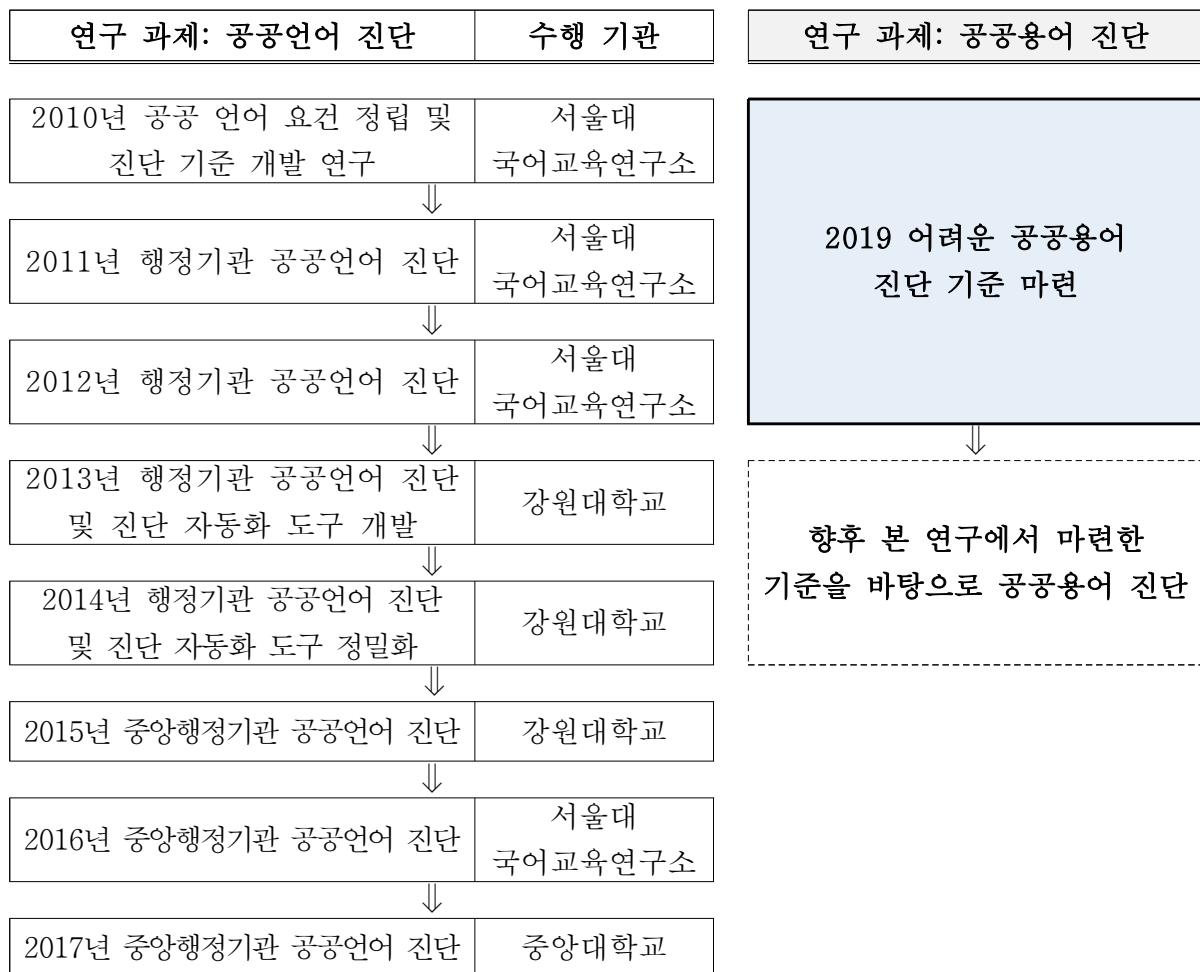 연구 과제: 공공언어 진단
수행 기관
2010년 공공 언어 요건 정립 및
진단 기준 개발 연구
서울대
국어교육연구소
⇓
2011년 행정기관 공공언어 진단
서울대
국어교육연구소
⇓
2012년 행정기관 공공언어 진단
서울대
국어교육연구소
⇓
2013년 행정기관 공공언어 진단
및 진단 자동화 도구 개발
강원대학교
⇓
2014년 행정기관 공공언어 진단
및 진단 자동화 도구 정밀화
강원대학교
⇓
2015년 중앙행정기관 공공언어 진단
강원대학교
⇓
2016년 중앙행정기관 공공언어 진단
서울대
국어교육연구소
⇓
2017년 중앙행정기관 공공언어 진단
중앙대학교
연구 과제: 공공용어 진단
2019 어려운 공공용어
진단 기준 마련
⇓
향후 본 연구에서 마련한
기준을 바탕으로 공공용어 진단